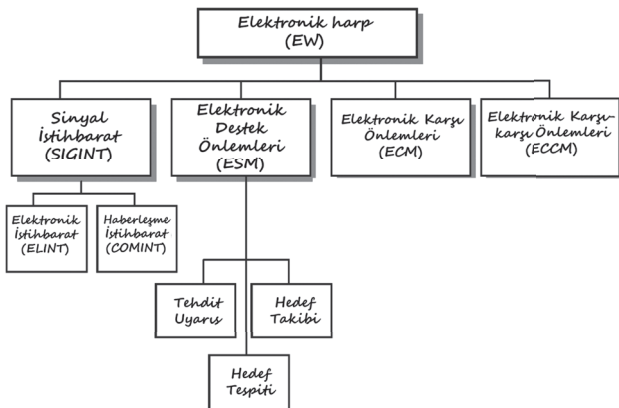 Elektronik harp
(EW)
Sinyal
İstihbarat
(SIGINT)
Elektronik
Destek
Önlemleri
(ESM)
Elektronik Karşı
Önlemleri
(ECM)
Elektronik Karşı-
karşı Önlemleri
(ECCM)
Elektronik
İstihbarat
(ELINT)
Haberleşme
İstihbarat
(COMINT)
Tehdit
Uyarıs
Hedef
Takibi
Hedef
Tespiti